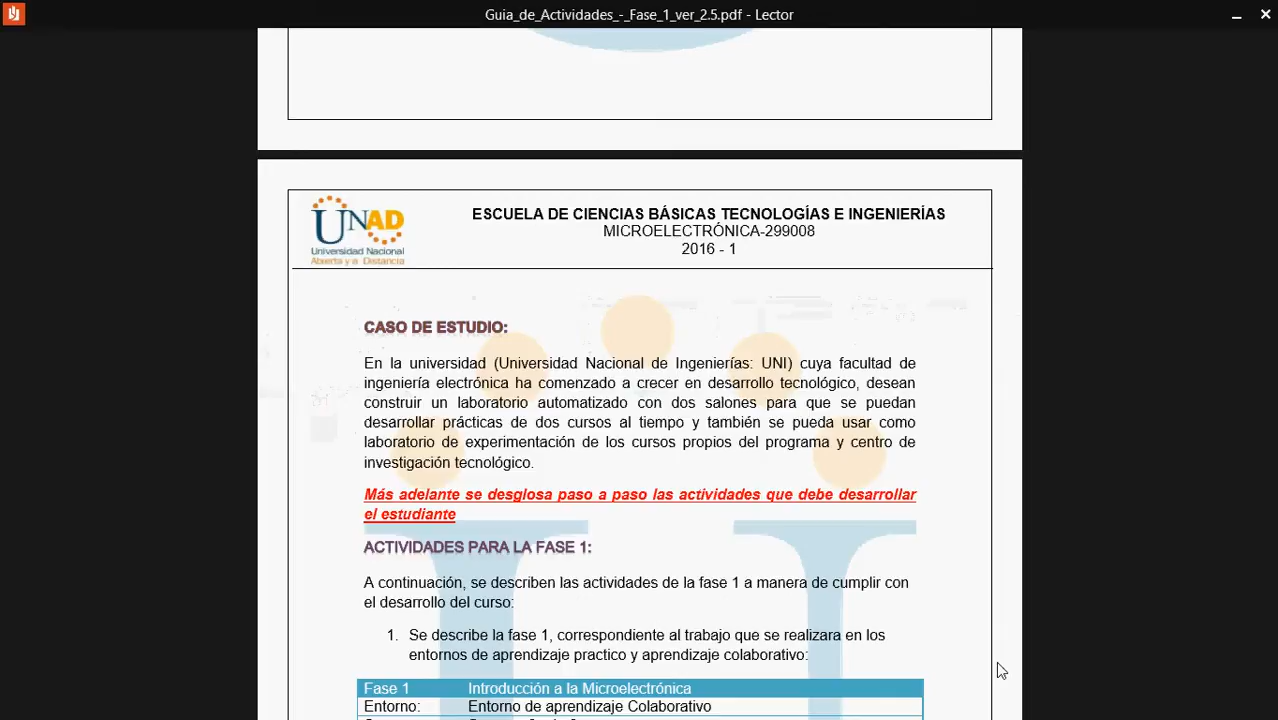 Guia_de_Actividades_-_Fase_1_ver_2.5.pdf - Lector
UNAD
Universidad Nacional
Abierta y a Distancia
ESCUELA DE CIENCIAS BÁSICAS TECNOLOGÍAS E INGENIERÍAS
MICROELECTRÓNICA-299008
2016 - 1
CASO DE ESTUDIO:
En la universidad (Universidad Nacional de Ingenierías: UNI) cuya facultad de
ingeniería electrónica ha comenzado a crecer en desarrollo tecnológico, desean
construir un laboratorio automatizado con dos salones para que se puedan
desarrollar prácticas de dos cursos al tiempo y también se pueda usar como
laboratorio de experimentación de los cursos propios del programa y centro de
investigación tecnológico.
Más adelante se desglosa paso a paso las actividades que debe desarrollar
el estudiante
ACTIVIDADES PARA LA FASE 1:
A continuación, se describen las actividades de la fase 1 a manera de cumplir con
el desarrollo del curso:
1. Se describe la fase 1, correspondiente al trabajo que se realizara en los
entornos de aprendizaje practico y aprendizaje colaborativo:
Fase 1 Introducción a la Microelectrónica
Entorno: Entorno de aprendizaje Colaborativo